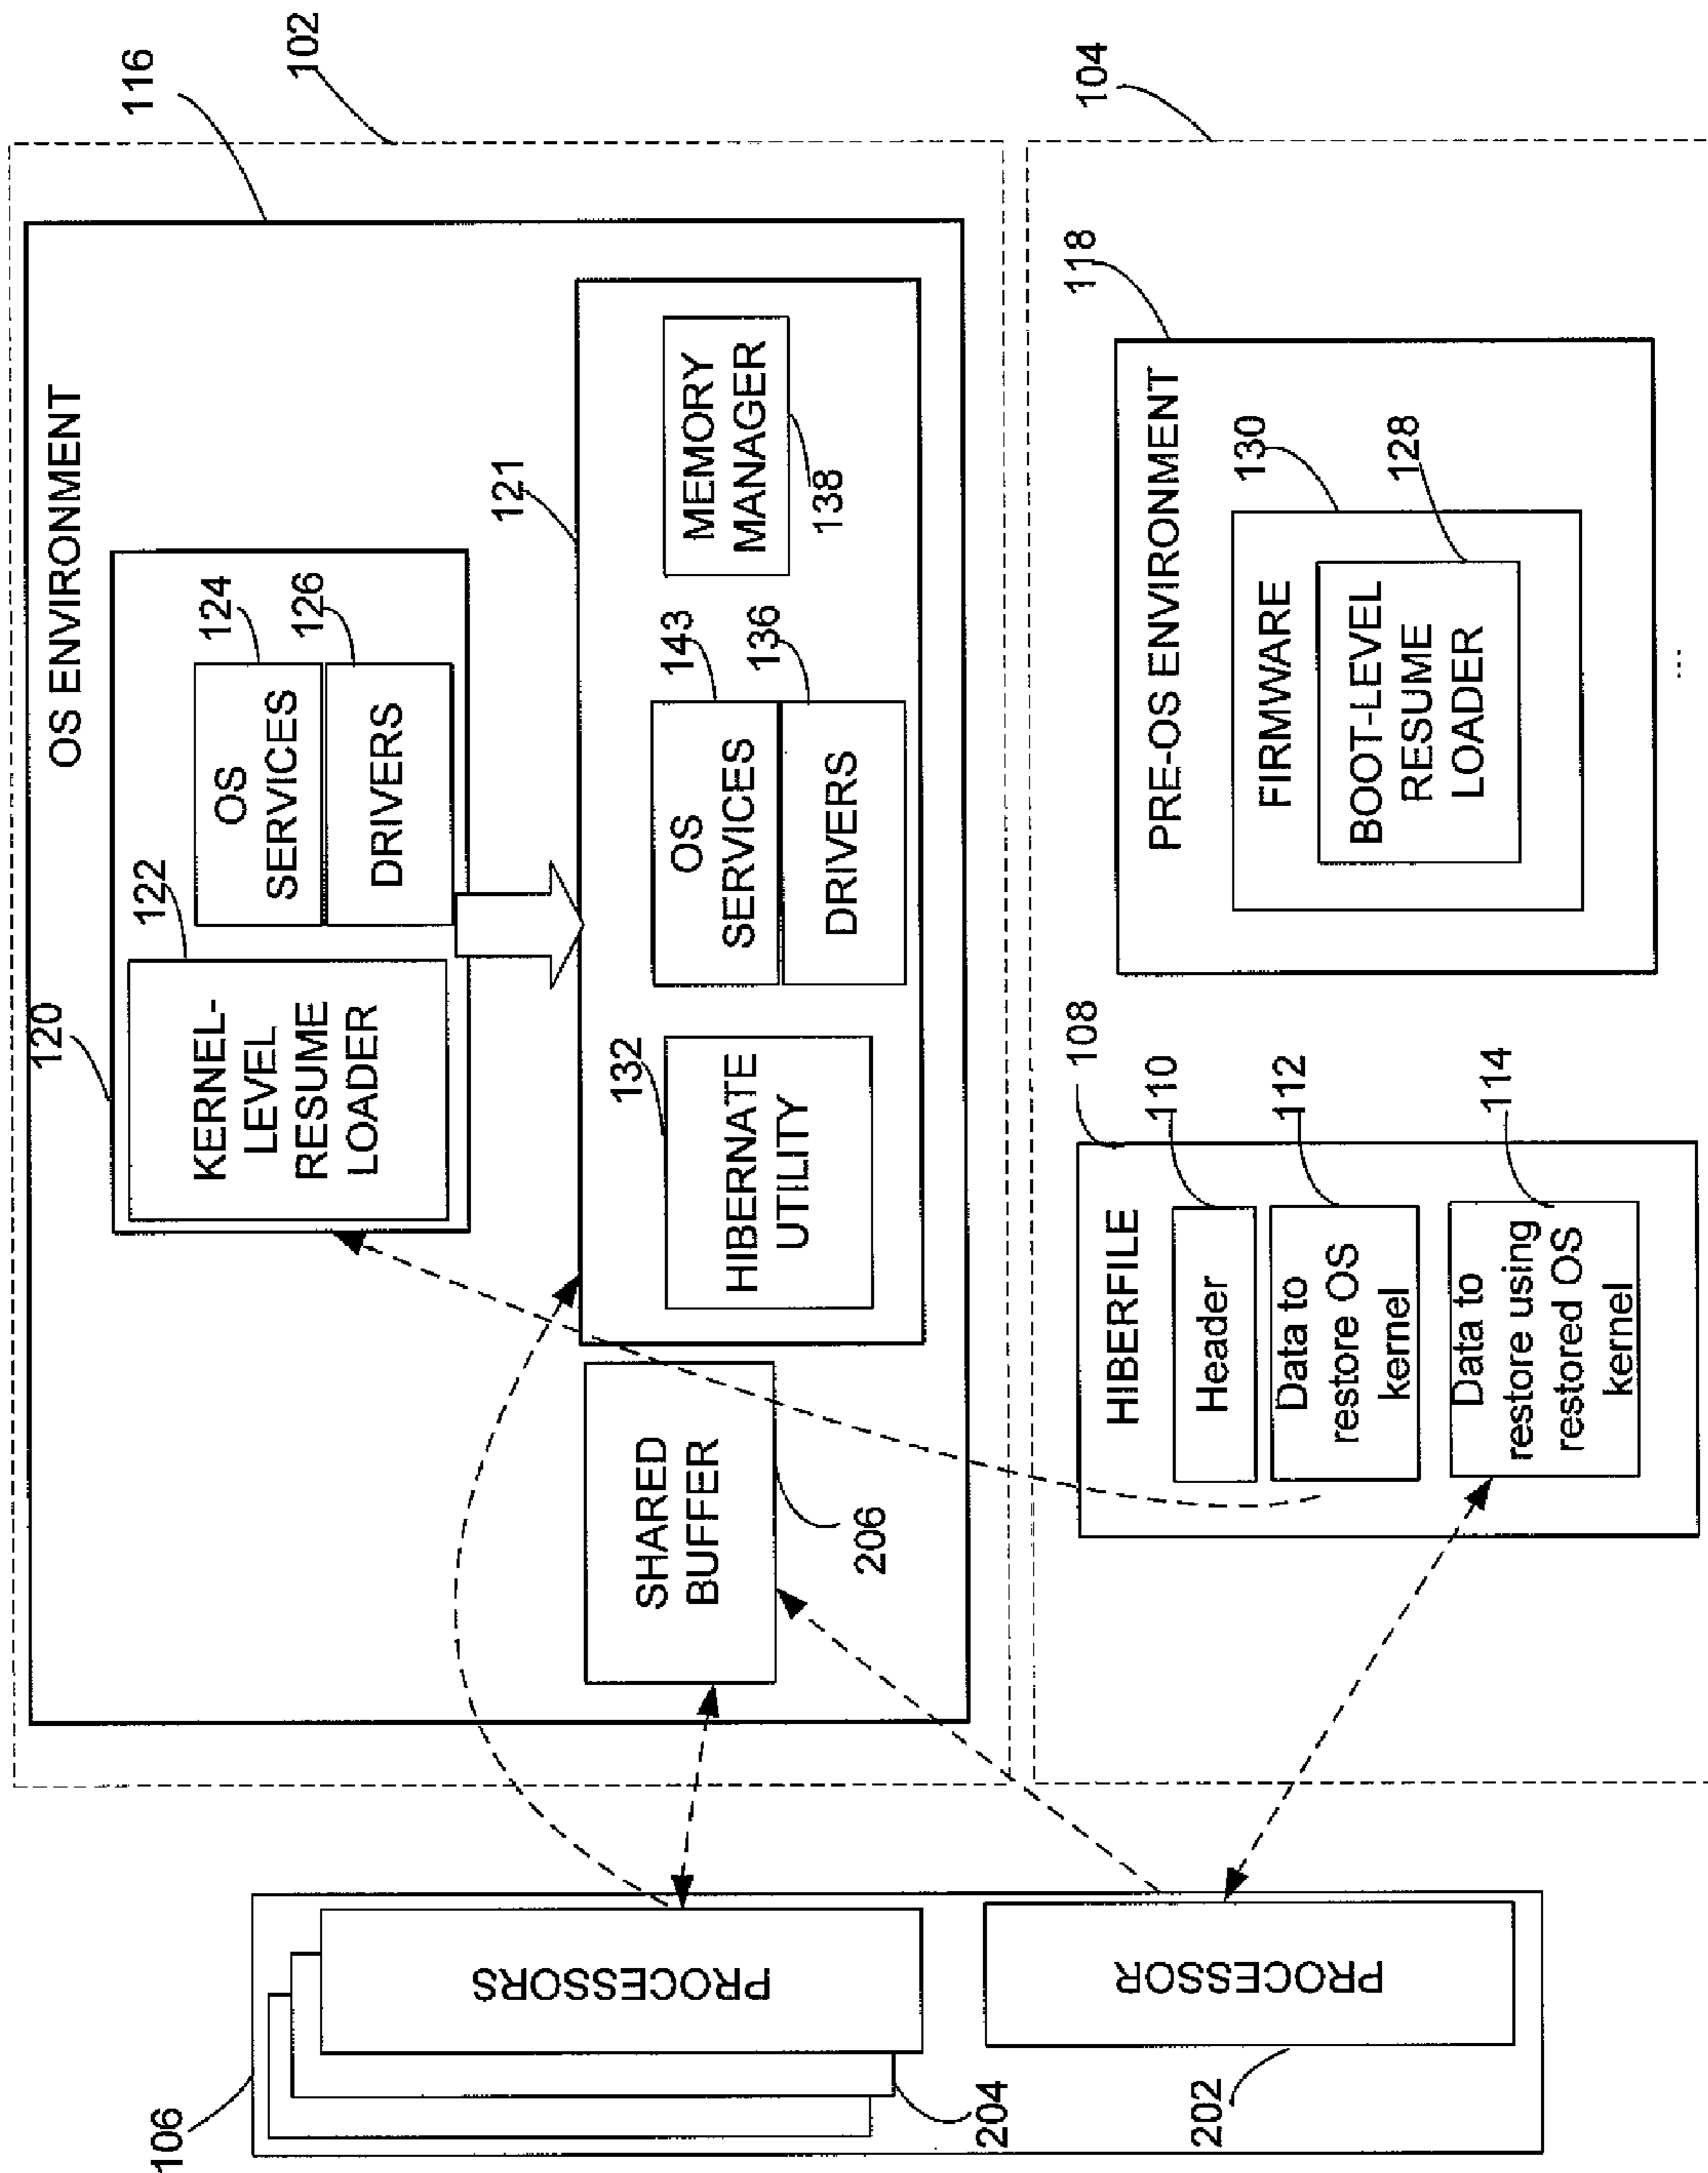 102
116
OS ENVIRONMENT
120
122
KERNEL-
LEVEL
RESUME
LOADER
124
OS
SERVICES
126
DRIVERS
121
132
HIBERNATE
UTILITY
143
OS
SERVICES
136
DRIVERS
MEMORY
MANAGER
138
SHARED
BUFFER
206
104
108
HIBERFILE
110
Header
112
Data to
restore OS
kernel
114
Data to
restore using
restored OS
kernel
118
PRE-OS ENVIRONMENT
130
FIRMWARE
128
BOOT-LEVEL
RESUME
LOADER
...
106
PROCESSORS
204
PROCESSOR
202